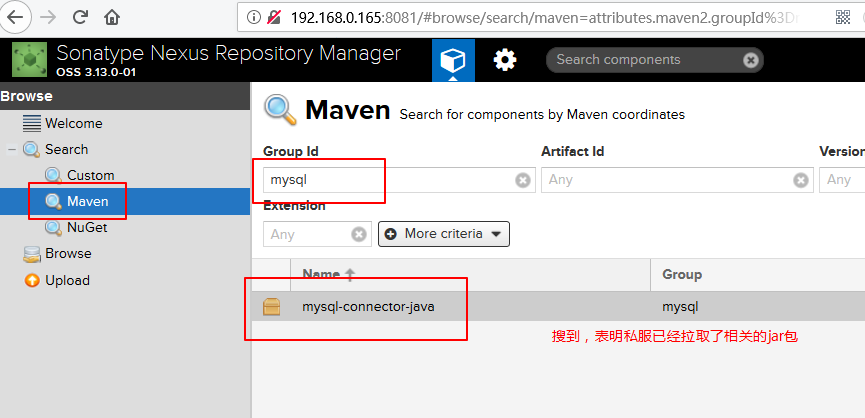 192.168.0.165:8081/#browse/search/maven=attributes.maven2.groupId%3D
Sonatype Nexus Repository Manager
OSS 3.13.0-01
Search components
Browse
Welcome
Search
Custom
Maven
NuGet
Browse
Upload
Maven Search for components by Maven coordinates
Group Id Artifact Id Version
mysql Any Any
Extension
Any More criteria
Name Group
mysql-connector-java mysql
搜到，表明私服已经拉取了相关的jar包